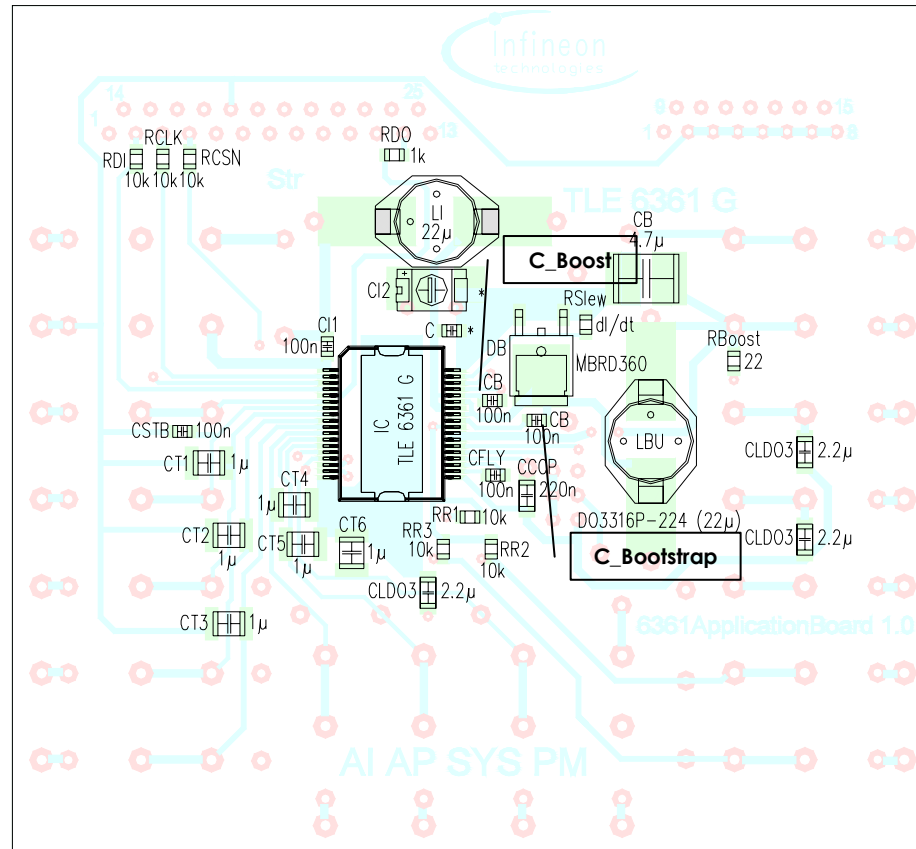 Infineon
technologies
14
25
1
13
9
15
1
8
RCLK
RDI
RCSN
10k
10k
10k
RDO
1k
Str
TLE 6361 G
LI
22µ
CB
4.7µ
C_Boost
CI2
+
*
RSlew
dI/dt
C
*
CI1
100n
DB
MBRD360
RBoost
22
IC
TLE 6361 G
CB
100n
CB
100n
CSTB
100n
LBU
CLDO3
2.2µ
CT1
1µ
CFLY
100n
CCCP
220n
CT4
1µ
RR1
10k
DO3316P-224 (22µ)
CT2
1µ
CT5
1µ
CT6
1µ
RR3
10k
RR2
10k
CLDO3
2.2µ
C_Bootstrap
CLDO3
2.2µ
CT3
1µ
6361ApplicationBoard 1.0
AI AP SYS PM